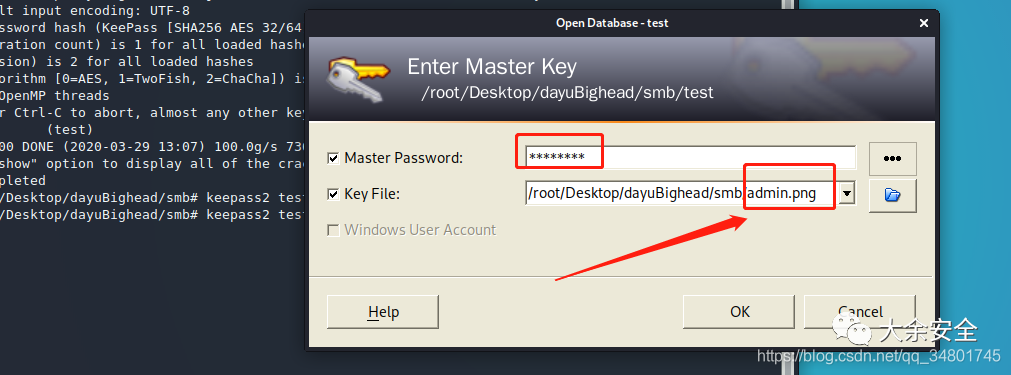 lt input encoding: UTF-8
ssword hash (KeePass [SHA256 AES 32/64
ration count) is 1 for all loaded hashe
sion) is 2 for all loaded hashes
orithm [0=AES, 1=TwoFish, 2=ChaCha]) is
OpenMP threads
r Ctrl-C to abort, almost any other key
(test)
00 DONE (2020-03-29 13:07) 100.0g/s 736
show" option to display all of the crac
pleted
/Desktop/dayuBighead/smb# keepass2 test
/Desktop/dayuBighead/smb# keepass2 test
Open Database - test
Enter Master Key
/root/Desktop/dayuBighead/smb/test
Master Password:
********
•••
Key File:
/root/Desktop/dayuBighead/smb/admin.png
Windows User Account
Help
OK
Cancel
大余安全
https://blog.csdn.net/qq_34801745